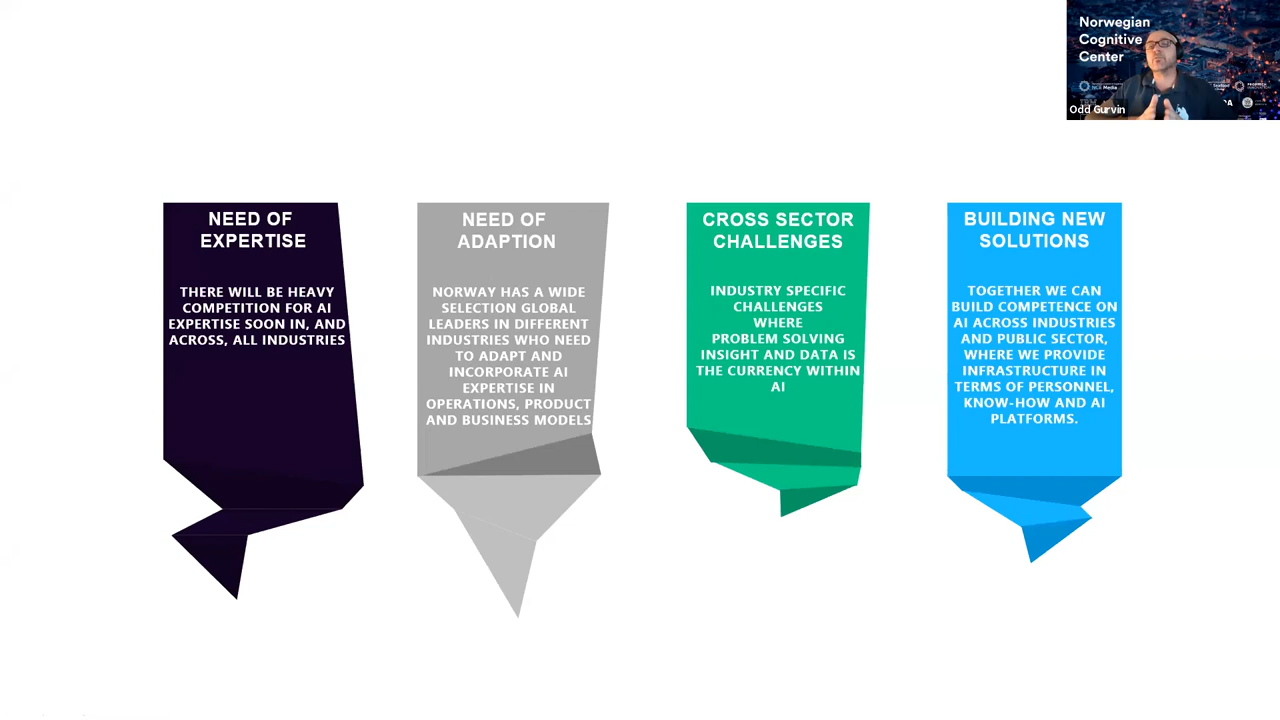 Norwegian
Cognitive
Center
NCE Media
Odd Gurvin
NEED OF
EXPERTISE
THERE WILL BE HEAVY
COMPETITION FOR AI
EXPERTISE SOON IN, AND
ACROSS, ALL INDUSTRIES
NEED OF
ADAPTION
NORWAY HAS A WIDE
SELECTION GLOBAL
LEADERS IN DIFFERENT
INDUSTRIES WHO NEED
TO ADAPT AND
INCORPORATE AI
EXPERTISE IN
OPERATIONS, PRODUCT
AND BUSINESS MODELS
CROSS SECTOR
CHALLENGES
INDUSTRY SPECIFIC
CHALLENGES
WHERE
PROBLEM SOLVING
INSIGHT AND DATA IS
THE CURRENCY WITHIN
AI
BUILDING NEW
SOLUTIONS
TOGETHER WE CAN
BUILD COMPETENCE ON
AI ACROSS INDUSTRIES
AND PUBLIC SECTOR,
WHERE WE PROVIDE
INFRASTRUCTURE IN
TERMS OF PERSONNEL,
KNOW-HOW AND AI
PLATFORMS.